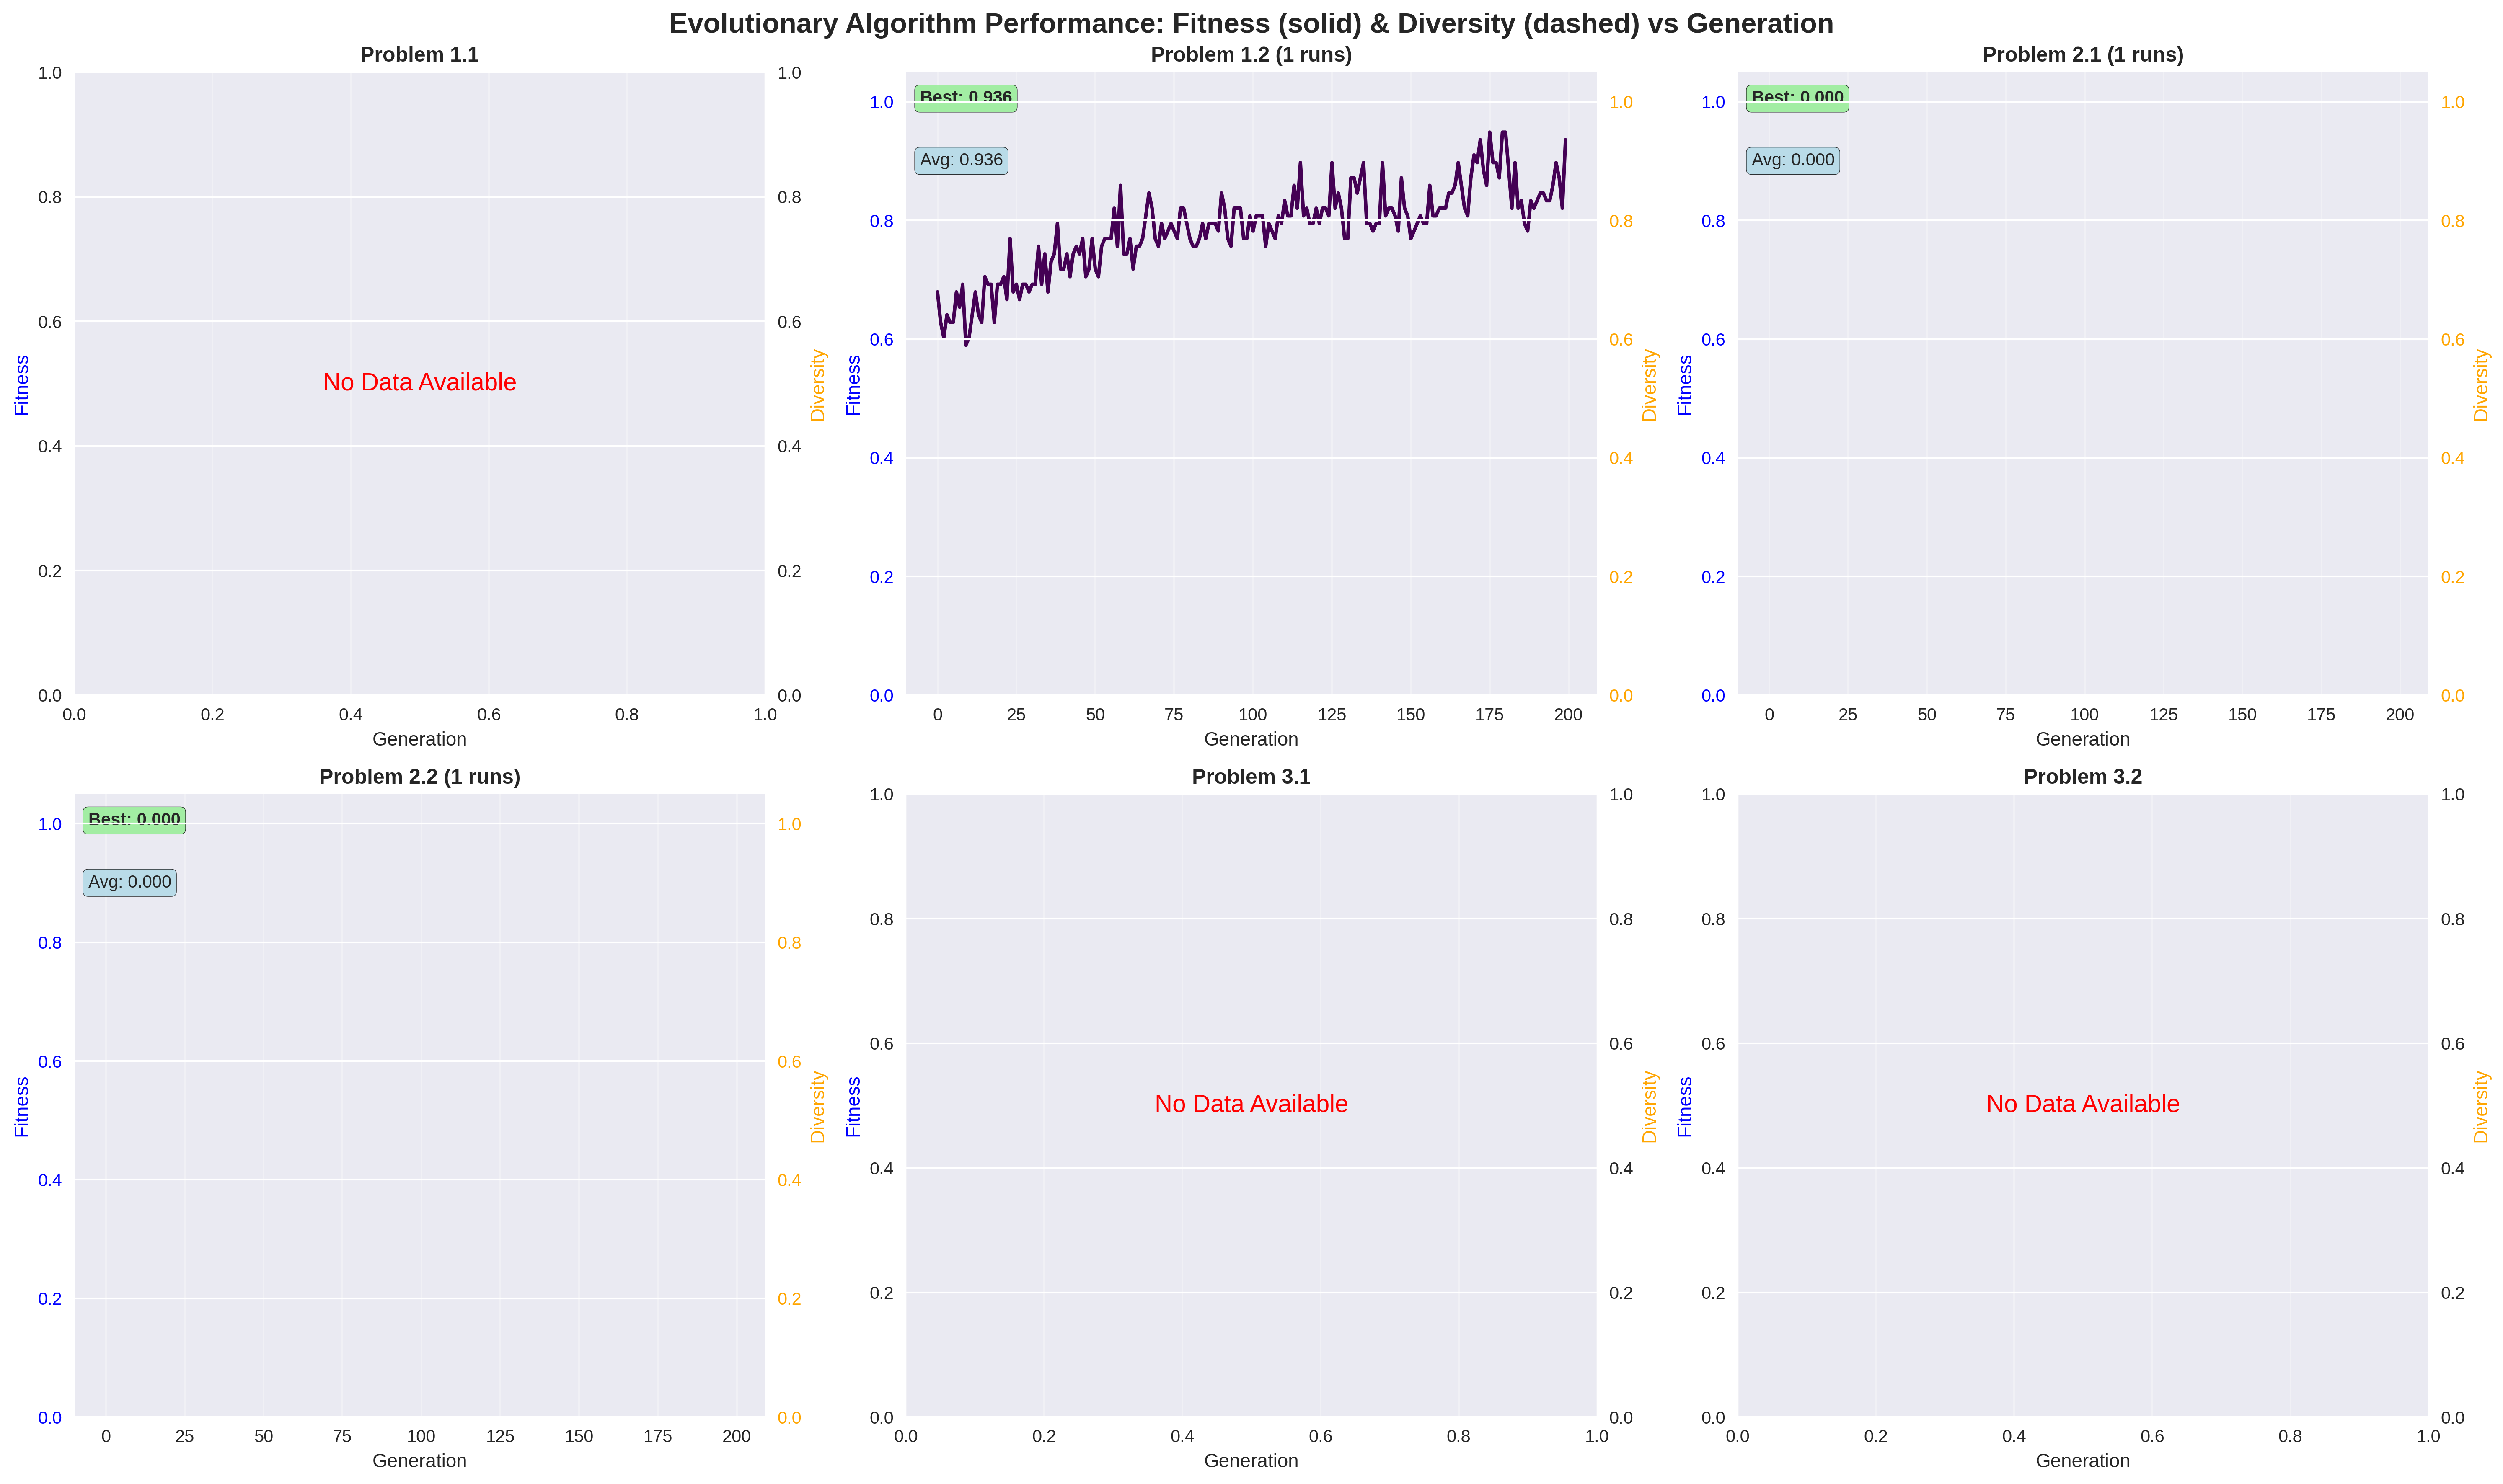 Evolutionary Algorithm Performance: Fitness (solid) & Diversity (dashed) vs Generation
Problem 1.1
1.0
0.8
0.6
0.4
0.2
0.0
Fitness
No Data Available
1.0
0.8
0.6
0.4
0.2
0.0
Diversity
0.0 0.2 0.4 0.6 0.8 1.0
Generation
Problem 1.2 (1 runs)
1.0
0.8
0.6
0.4
0.2
0.0
Fitness
Best: 0.936
Avg: 0.936
1.0
0.8
0.6
0.4
0.2
0.0
Diversity
0 25 50 75 100 125 150 175 200
Generation
Problem 2.1 (1 runs)
1.0
0.8
0.6
0.4
0.2
0.0
Fitness
Best: 0.000
Avg: 0.000
1.0
0.8
0.6
0.4
0.2
0.0
Diversity
0 25 50 75 100 125 150 175 200
Generation
Problem 2.2 (1 runs)
1.0
0.8
0.6
0.4
0.2
0.0
Fitness
Best: 0.000
Avg: 0.000
1.0
0.8
0.6
0.4
0.2
0.0
Diversity
0 25 50 75 100 125 150 175 200
Generation
Problem 3.1
1.0
0.8
0.6
0.4
0.2
0.0
Fitness
No Data Available
1.0
0.8
0.6
0.4
0.2
0.0
Diversity
0.0 0.2 0.4 0.6 0.8 1.0
Generation
Problem 3.2
1.0
0.8
0.6
0.4
0.2
0.0
Fitness
No Data Available
1.0
0.8
0.6
0.4
0.2
0.0
Diversity
0.0 0.2 0.4 0.6 0.8 1.0
Generation